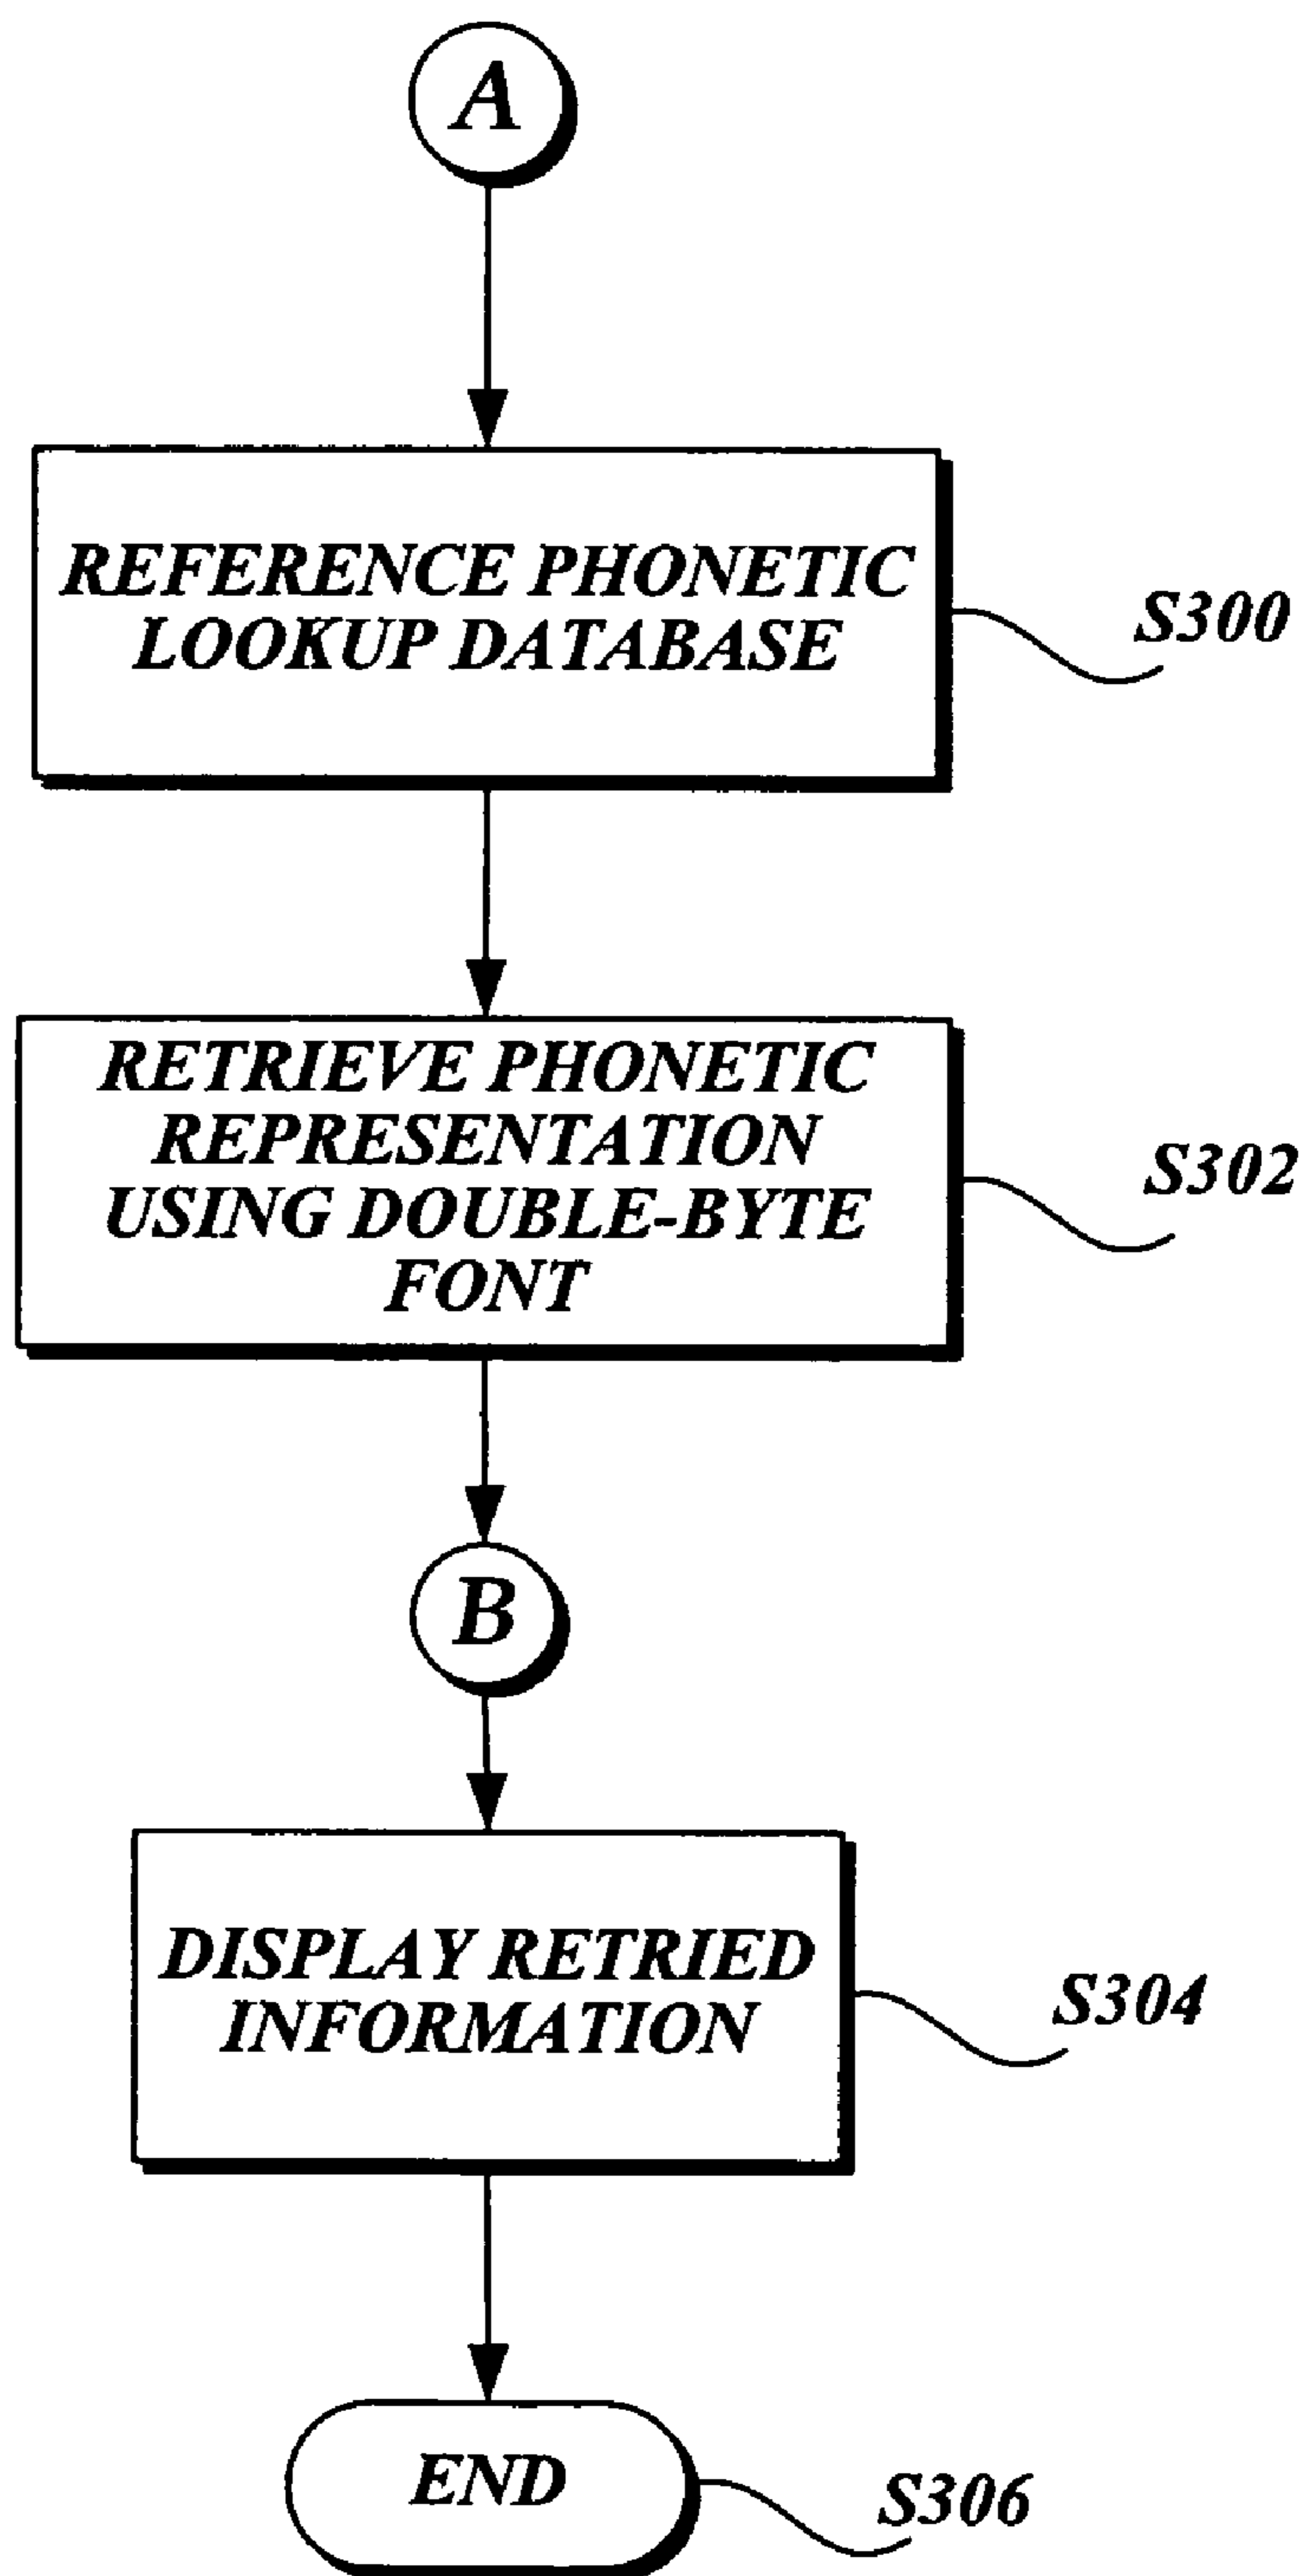 A
REFERENCE PHONETIC
LOOKUP DATABASE
S300
RETRIEVE PHONETIC
REPRESENTATION
USING DOUBLE-BYTE
FONT
S302
B
DISPLAY RETRIED
INFORMATION
S304
END
S306